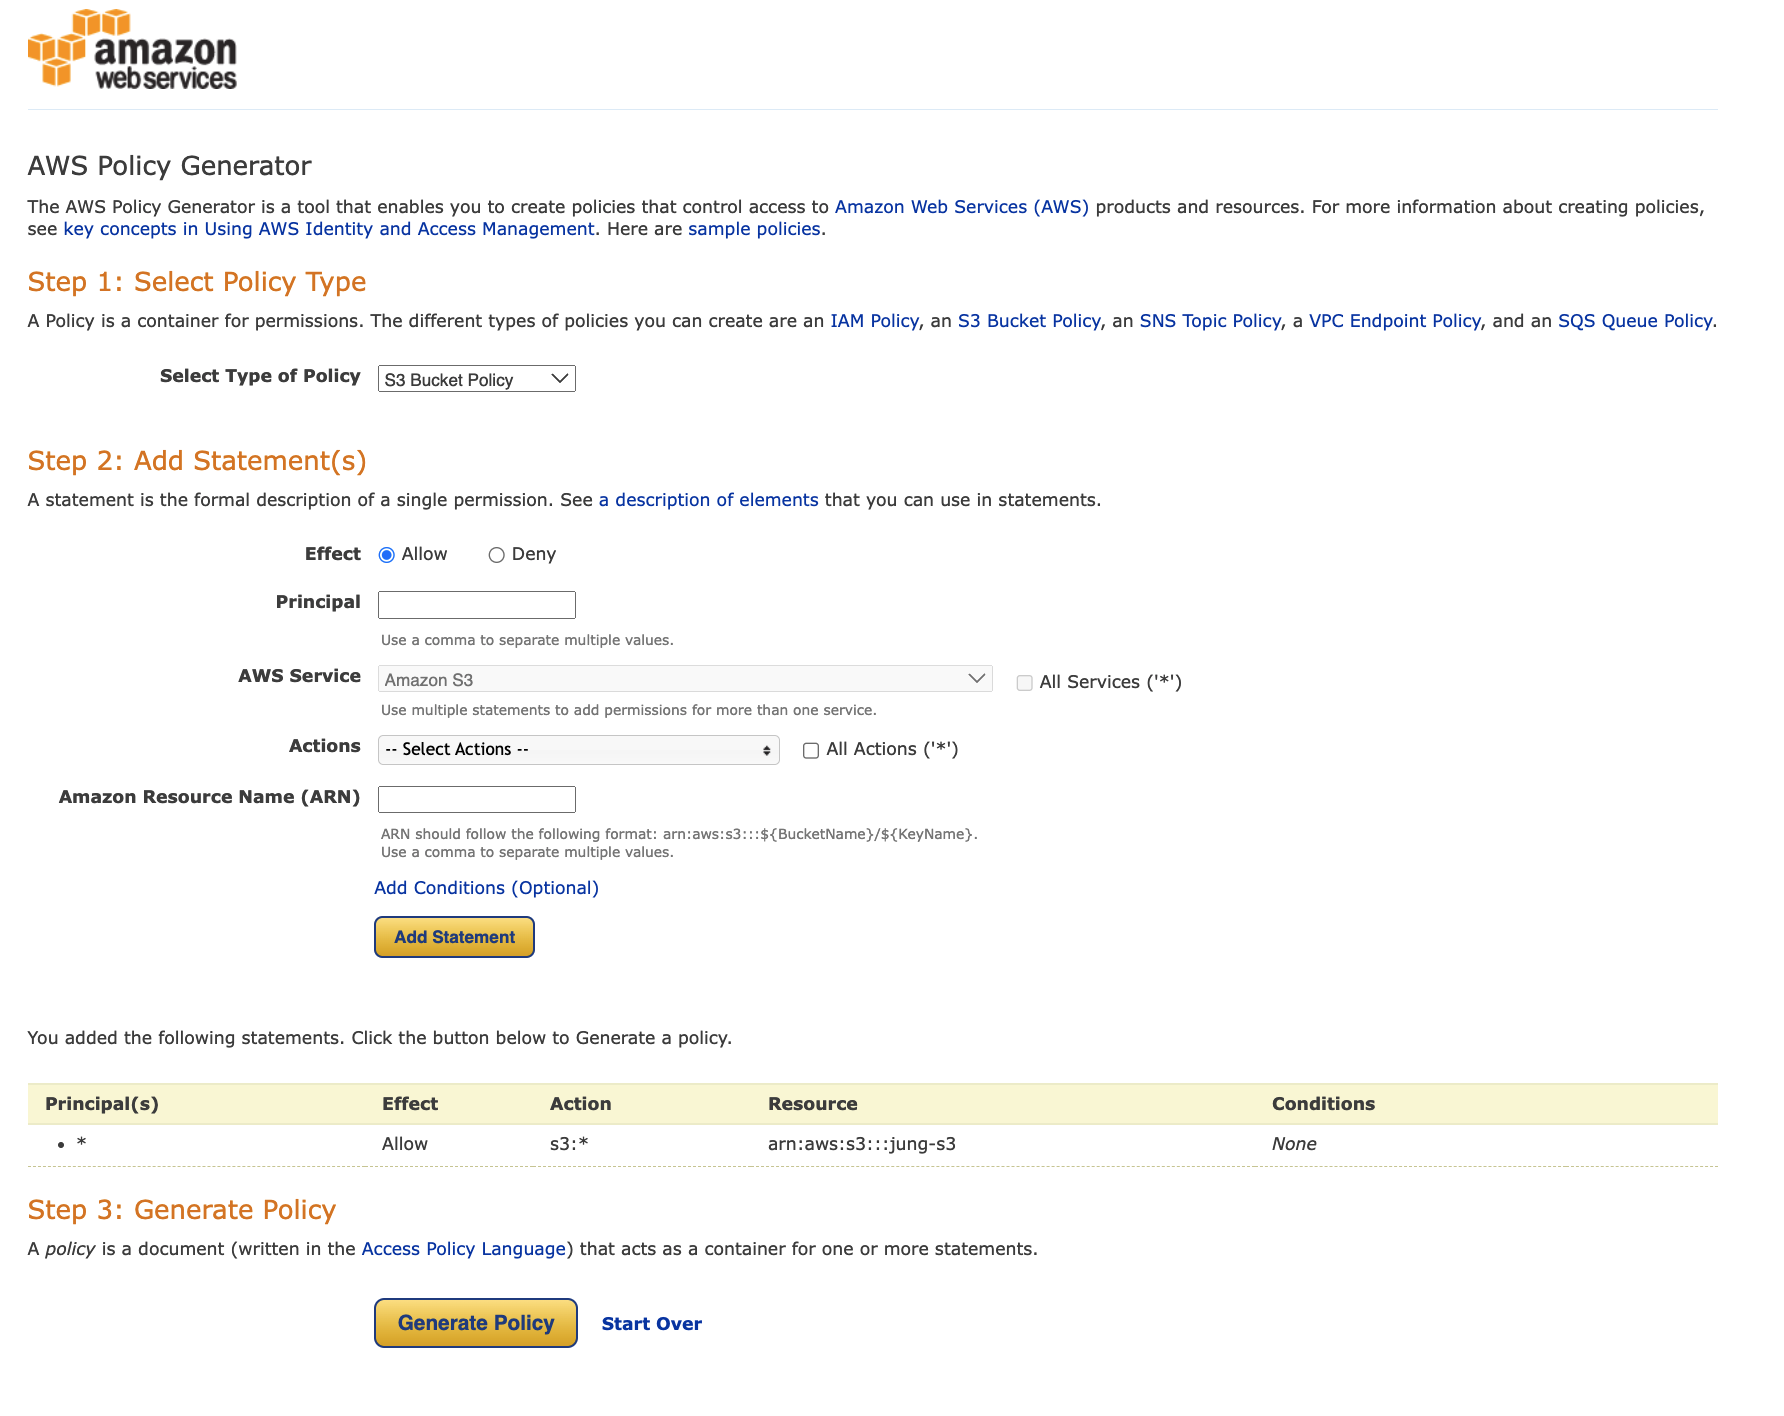 amazon
webservices
AWS Policy Generator
The AWS Policy Generator is a tool that enables you to create policies that control access to Amazon Web Services (AWS) products and resources. For more information about creating policies,
see key concepts in Using AWS Identity and Access Management. Here are sample policies.
Step 1: Select Policy Type
A Policy is a container for permissions. The different types of policies you can create are an IAM Policy, an S3 Bucket Policy, an SNS Topic Policy, a VPC Endpoint Policy, and an SQS Queue Policy.
Select Type of Policy S3 Bucket Policy
Step 2: Add Statement(s)
A statement is the formal description of a single permission. See a description of elements that you can use in statements.
Effect Allow Deny
Principal
Use a comma to separate multiple values.
AWS Service Amazon S3 All Services ('*')
Use multiple statements to add permissions for more than one service.
Actions -- Select Actions -- All Actions ('*')
Amazon Resource Name (ARN)
ARN should follow the following format: arn:aws:s3:::${BucketName}/${KeyName}.
Use a comma to separate multiple values.
Add Conditions (Optional)
Add Statement
You added the following statements. Click the button below to Generate a policy.
Principal(s) Effect Action Resource Conditions
• * Allow s3:* arn:aws:s3:::jung-s3 None
Step 3: Generate Policy
A policy is a document (written in the Access Policy Language) that acts as a container for one or more statements.
Generate Policy Start Over